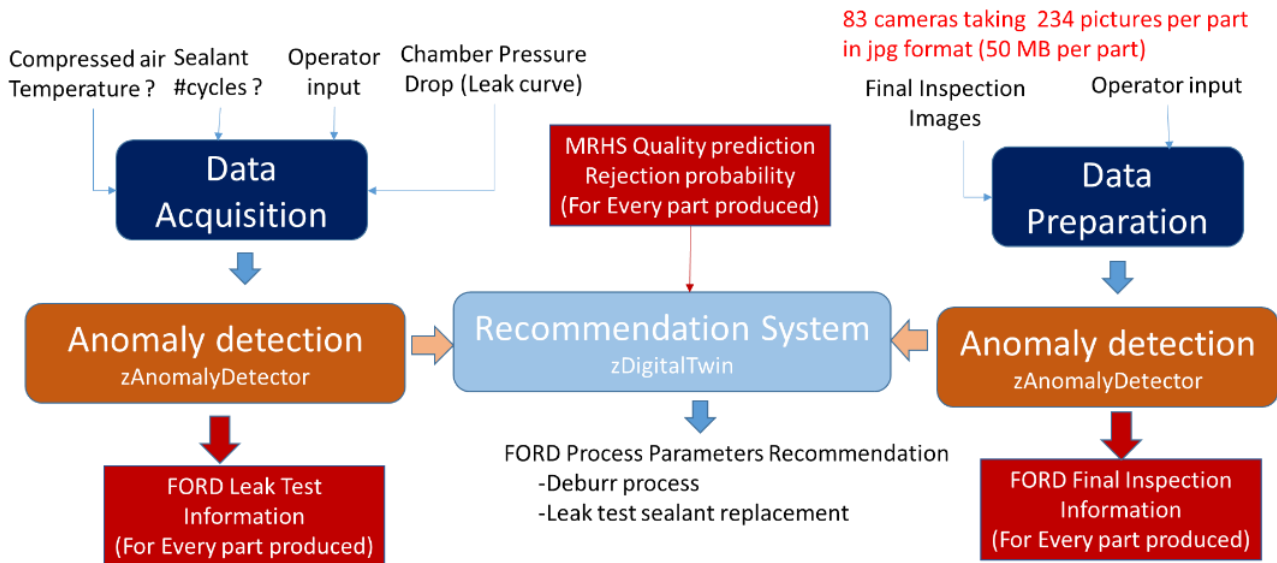 83 cameras taking 234 pictures per part
in jpg format (50 MB per part)
Compressed air
Temperature ?
Sealant
#cycles ?
Operator
input
Chamber Pressure
Drop (Leak curve)
Final Inspection
Images
Operator input
Data
Acquisition
MRHS Quality prediction
Rejection probability
(For Every part produced)
Data
Preparation
Anomaly detection
zAnomalyDetector
Recommendation System
zDigitalTwin
Anomaly detection
zAnomalyDetector
FORD Leak Test
Information
(For Every part produced)
FORD Process Parameters Recommendation
-Deburr process
-Leak test sealant replacement
FORD Final Inspection
Information
(For Every part produced)